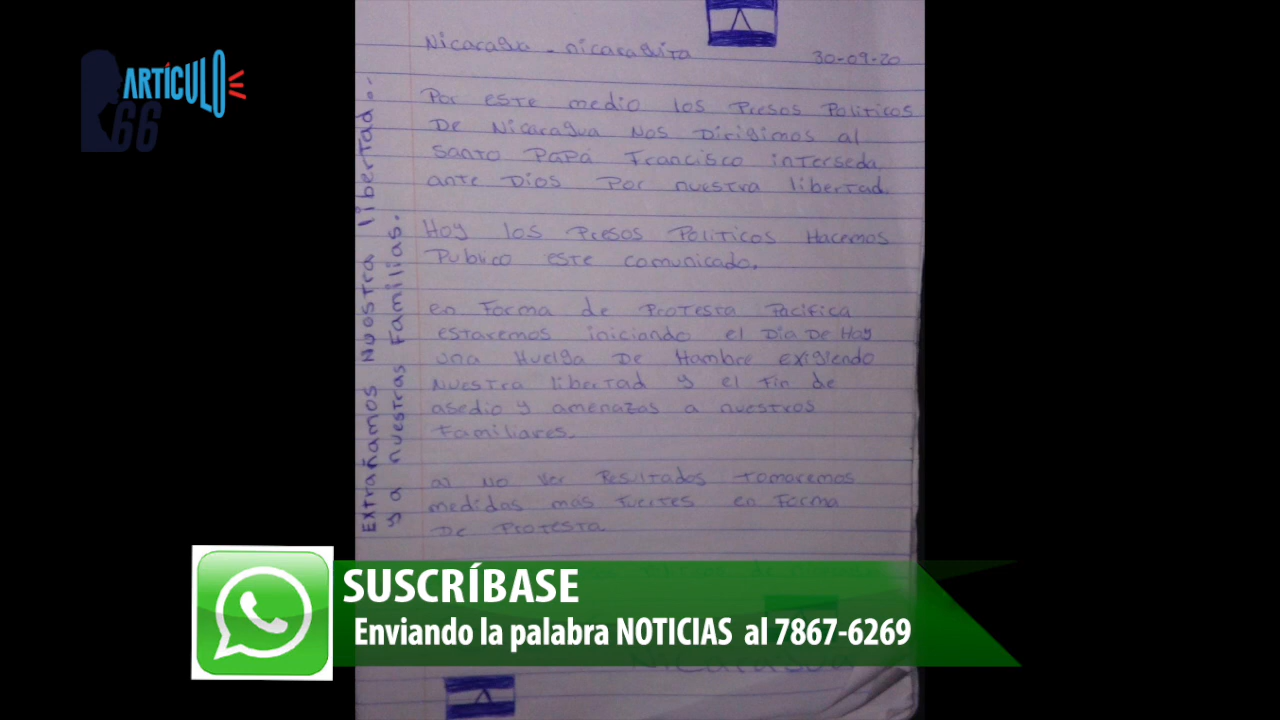 ARTÍCULO
66
Nicaragua - nicaraguita
30-09-20
Por este medio los Presos Politicos
De Nicaragua Nos Dirigimos al
Santo PaPá Francisco interseda
ante Dios Por nuestra libertad.
Hoy los Presos Politicos Hacemos
Publico este comunicado.
en Forma de Protesta Pacifica
estaremos iniciando el Dia De Hoy
una Huelga De Hambre exigiendo
Nuestra libertad y el Fin de
asedio y amenazas a nuestros
Familiares.
al No Ver Resultados tomaremos
medidas más Fuertes en Forma
De Protesta
Extrañamos Nuestra libertad..
y a nuestras Familias.
SUSCRÍBASE
Enviando la palabra NOTICIAS al 7867-6269
Nicaragua